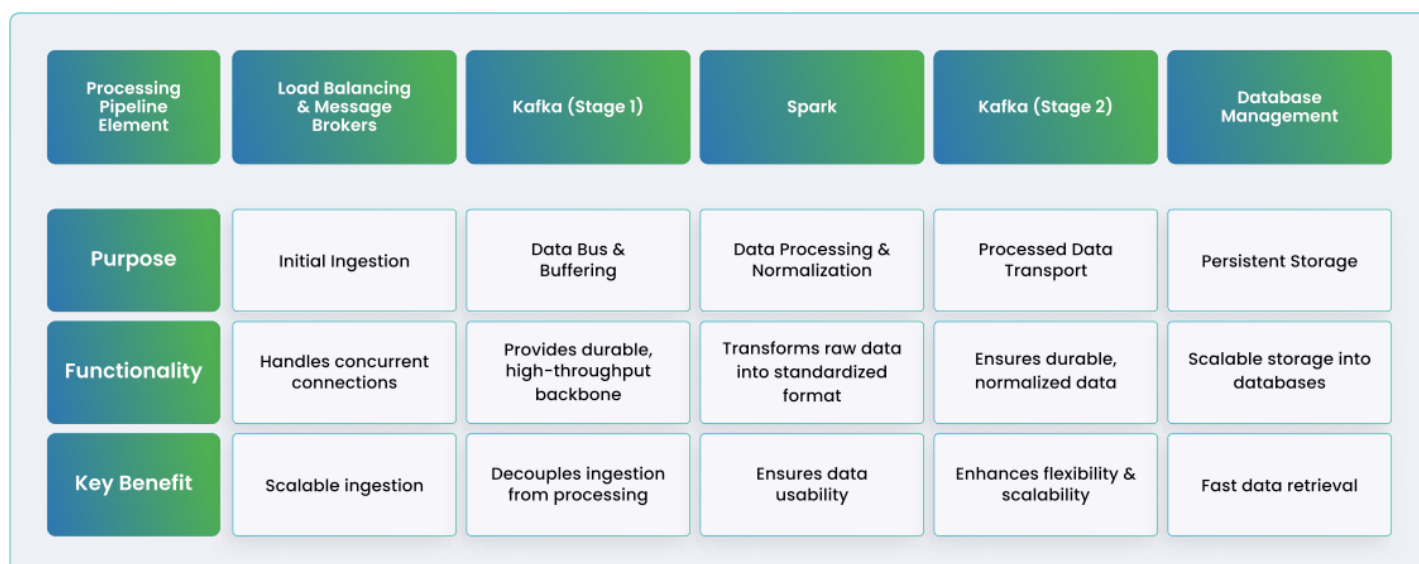 Processing
Pipeline
Element
Load Balancing
& Message
Brokers
Kafka (Stage 1)
Spark
Kafka (Stage 2)
Database
Management
Purpose
Initial Ingestion
Data Bus &
Buffering
Data Processing &
Normalization
Processed Data
Transport
Persistent Storage
Functionality
Handles concurrent
connections
Provides durable,
high-throughput
backbone
Transforms raw data
into standardized
format
Ensures durable,
normalized data
Scalable storage into
databases
Key Benefit
Scalable ingestion
Decouples ingestion
from processing
Ensures data
usability
Enhances flexibility &
scalability
Fast data retrieval